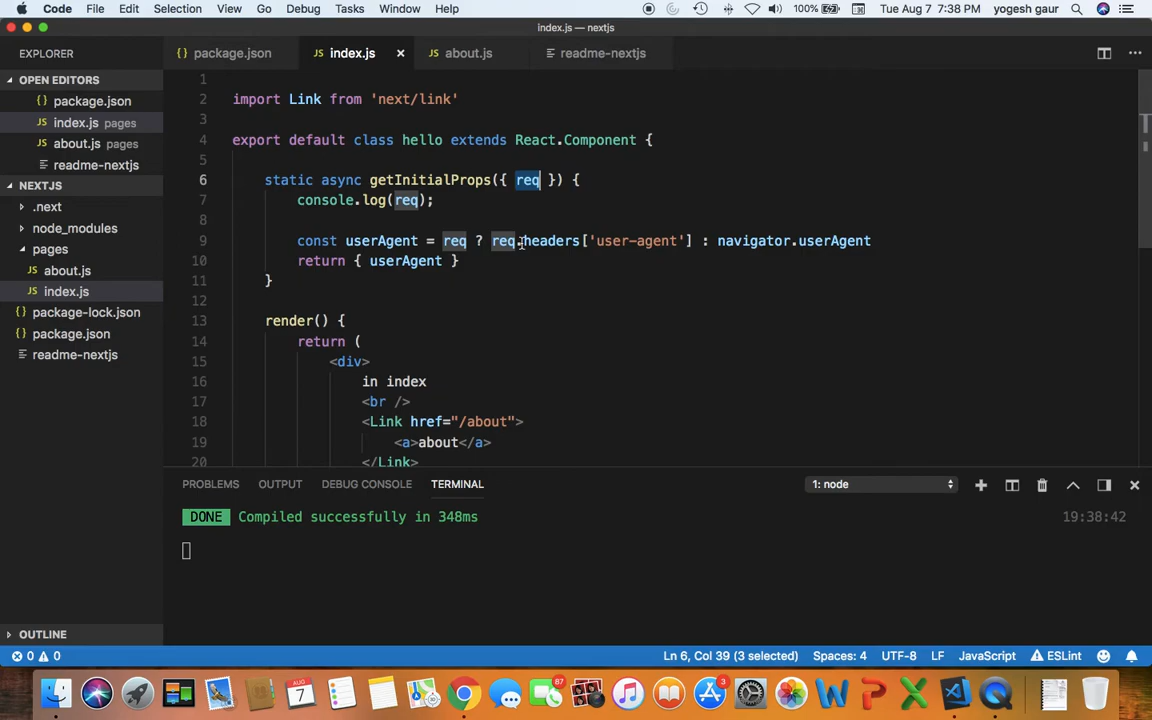 Code File Edit Selection View Go Debug Tasks Window Help 100% Tue Aug 7 7:38 PM yogesh gaur
index.js — nextjs
EXPLORER
package.json
index.js
about.js
readme-nextjs
OPEN EDITORS
package.json
index.js pages
about.js pages
readme-nextjs
NEXTJS
.next
node_modules
pages
about.js
index.js
package-lock.json
package.json
readme-nextjs
OUTLINE
1
2 import Link from 'next/link'
3
4 export default class hello extends React.Component {
5
6 static async getInitialProps({ req }) {
7 console.log(req);
8
9 const userAgent = req ? req.headers['user-agent'] : navigator.userAgent
10 return { userAgent }
11 }
12
13 render() {
14 return (
15 <div>
16 in index
17 <br />
18 <Link href="/about">
19 <a>about</a>
20 </Link>
PROBLEMS OUTPUT DEBUG CONSOLE TERMINAL 1: node
DONE Compiled successfully in 348ms 19:38:42
0 0 Ln 6, Col 39 (3 selected) Spaces: 4 UTF-8 LF JavaScript ESLint
7
87
3